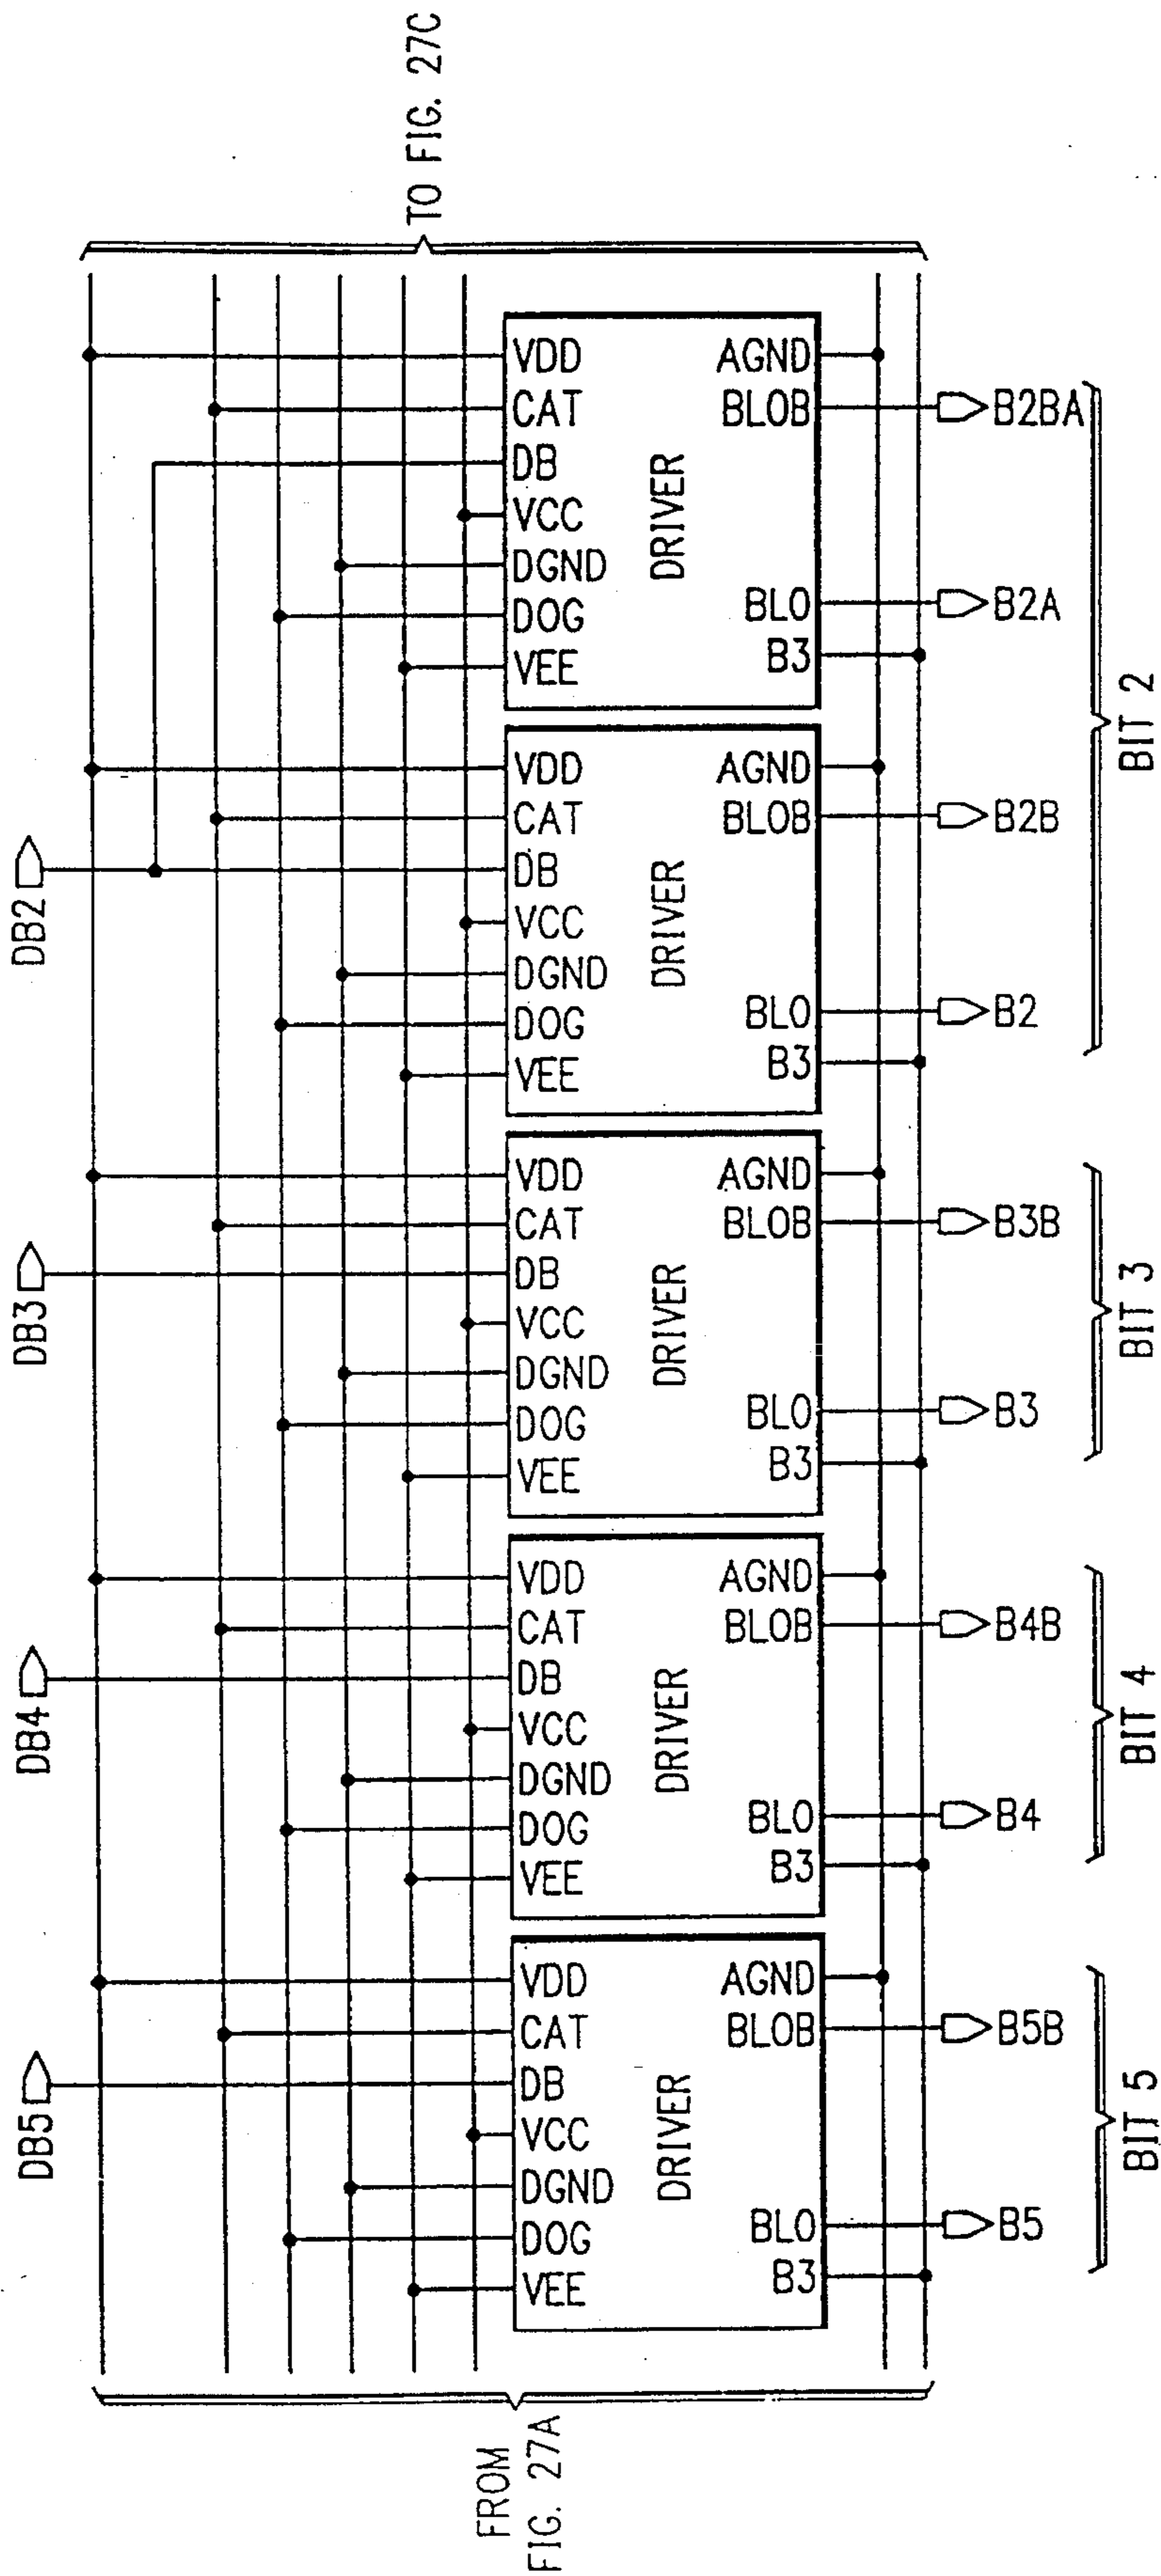 TO FIG. 27C
VDD
CAT
DB
VCC
DGND
DOG
VEE
DRIVER
AGND
BLOB
BLO
B3
B2BA
B2A
DB2
VDD
CAT
DB
VCC
DGND
DOG
VEE
DRIVER
AGND
BLOB
BLO
B3
B2B
B2
BIT 2
DB3
VDD
CAT
DB
VCC
DGND
DOG
VEE
DRIVER
AGND
BLOB
BLO
B3
B3B
B3
BIT 3
DB4
VDD
CAT
DB
VCC
DGND
DOG
VEE
DRIVER
AGND
BLOB
BLO
B3
B4B
B4
BIT 4
DB5
VDD
CAT
DB
VCC
DGND
DOG
VEE
DRIVER
AGND
BLOB
BLO
B3
B5B
B5
BIT 5
FROM
FIG. 27A